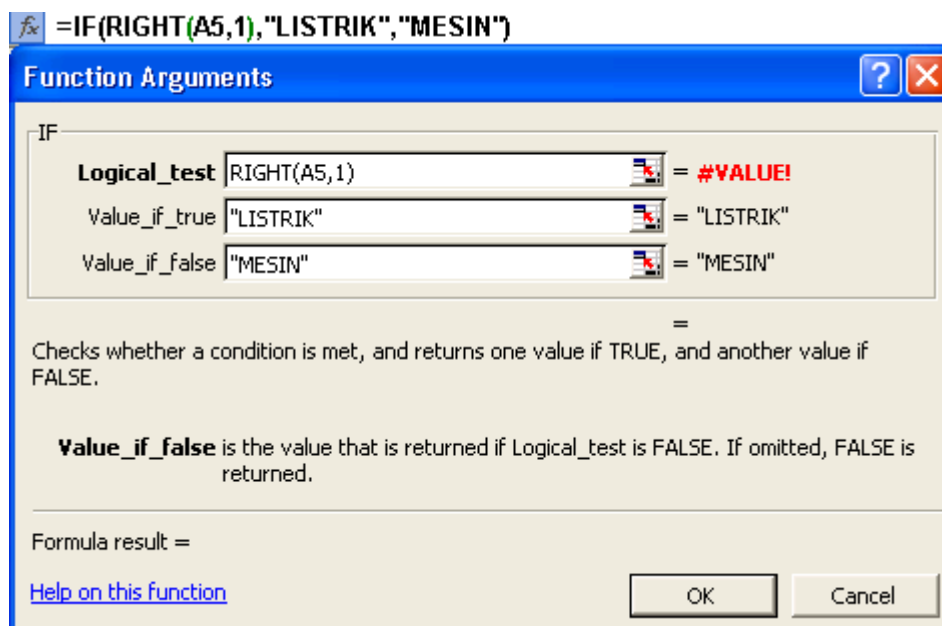 fx =IF(RIGHT(A5,1),"LISTRIK","MESIN")
Function Arguments
IF
Logical_test RIGHT(A5,1) = #VALUE!
Value_if_true "LISTRIK" = "LISTRIK"
Value_if_false "MESIN" = "MESIN"
=
Checks whether a condition is met, and returns one value if TRUE, and another value if
FALSE.
Value_if_false is the value that is returned if Logical_test is FALSE. If omitted, FALSE is
returned.
Formula result =
Help on this function OK Cancel